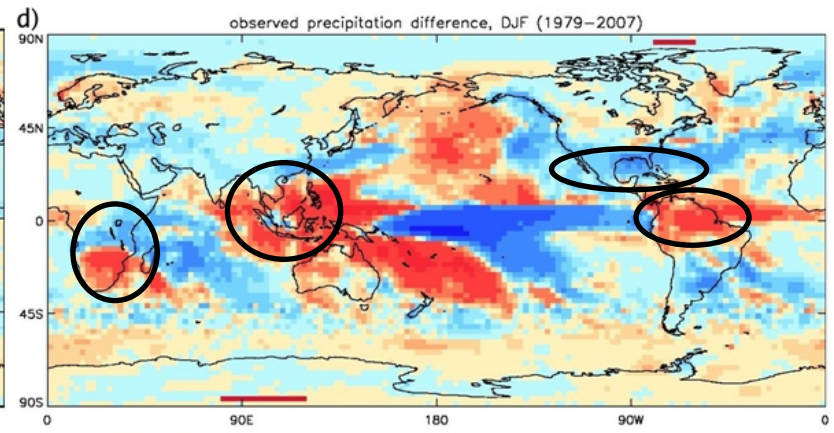 d)
observed precipitation difference, DJF (1979–2007)
90N
45N
0
45S
90S
0
90E
180
90W
0